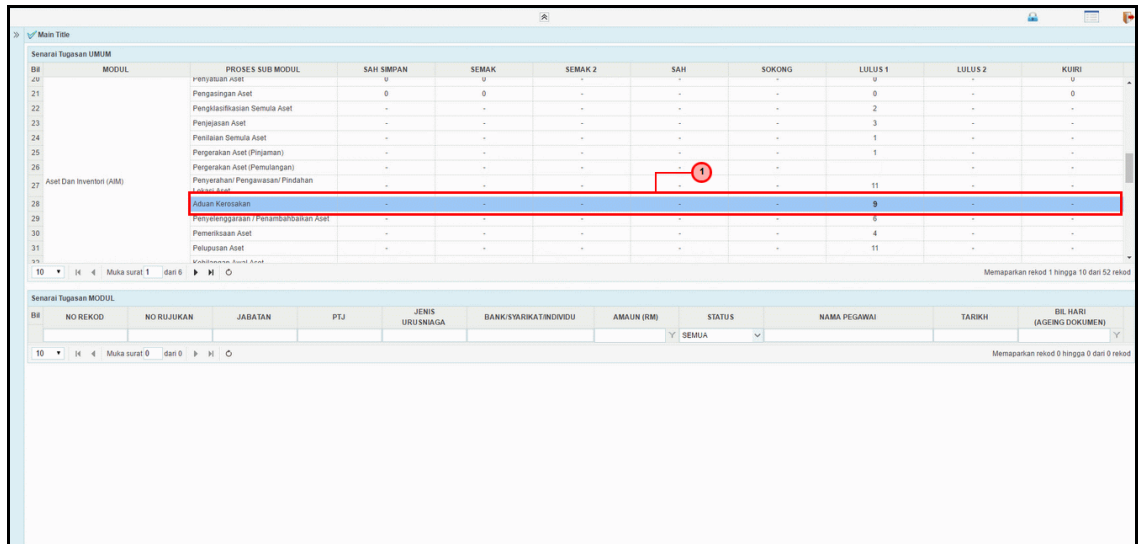 » Main Title
Senarai Tugasan UMUM
Bil MODUL PROSES SUB MODUL SAH SIMPAN SEMAK SEMAK 2 SAH SOKONG LULUS 1 LULUS 2 KUIRI
20 Penyatuan Aset 0 0 - - - 0 - 0
21 Pengasingan Aset 0 0 - - - 0 - 0
22 Pengklasifikasian Semula Aset - - - - - 2 - -
23 Penjejasan Aset - - - - - 3 - -
24 Penilaian Semula Aset - - - - - 1 - -
25 Pergerakan Aset (Pinjaman) - - - - - 1 - -
26 Pergerakan Aset (Pemulangan) - - - - - -
1
27 Aset Dan Inventori (AIM) Penyerahan/ Pengawasan/ Pindahan Lokasi Aset - - - - - 11 - -
28 Aduan Kerosakan - - - - - 9 - -
29 Penyelenggaraan / Penambahbaikan Aset - - - - - 6 - -
30 Pemeriksaan Aset - - - - - 4 - -
31 Pelupusan Aset - - - - - 11 - -
32 Kehilangan Awal Aset
10 Muka surat 1 dari 6 Memaparkan rekod 1 hingga 10 dari 52 rekod
Senarai Tugasan MODUL
Bil NO REKOD NO RUJUKAN JABATAN PTJ JENIS URUSNIAGA BANK/SYARIKAT/INDIVIDU AMAUN (RM) STATUS NAMA PEGAWAI TARIKH BIL HARI (AGEING DOKUMEN)
SEMUA
10 Muka surat 0 dari 0 Memaparkan rekod 0 hingga 0 dari 0 rekod